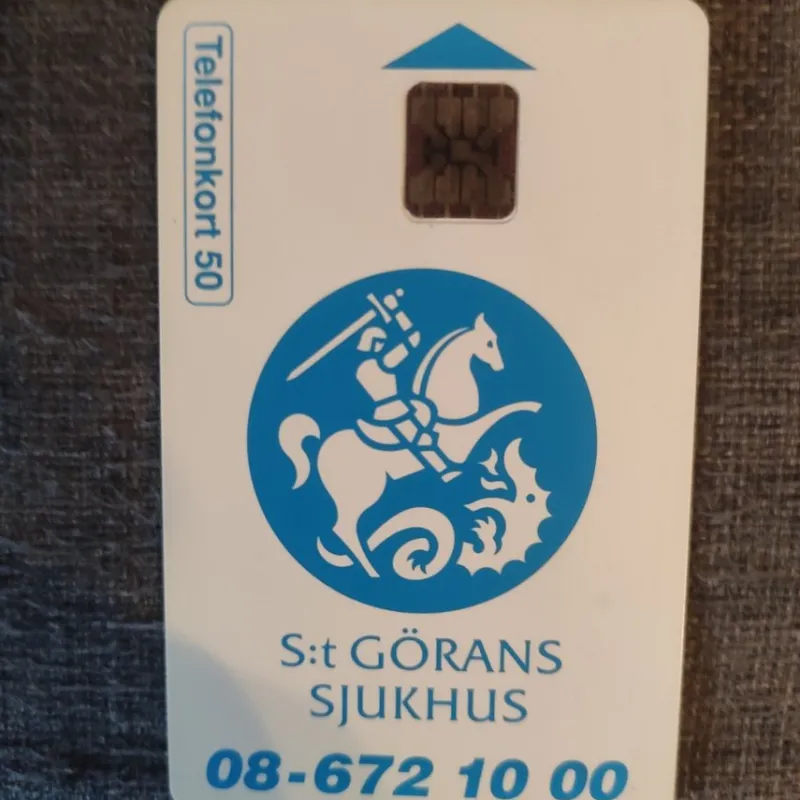 Telefonkort 50
S:t GÖRANS
SJUKHUS
08-672 10 00